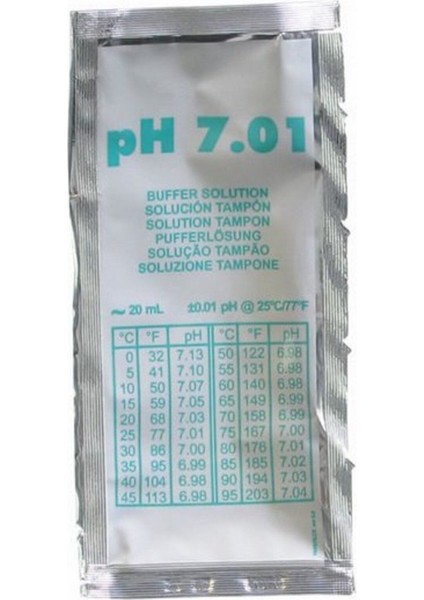 pH 7.01
BUFFER SOLUTION
SOLUCIÓN TAMPÓN
SOLUTION TAMPON
PUFFERLÖSUNG
SOLUÇÃO TAMPÃO
SOLUZIONE TAMPONE
~ 20 mL ±0.01 pH @ 25°C/77°F
°C °F pH °C °F pH
0 32 7.13 50 122 6.98
5 41 7.10 55 131 6.98
10 50 7.07 60 140 6.98
15 59 7.05 65 149 6.99
20 68 7.03 70 158 6.99
25 77 7.01 75 167 7.00
30 86 7.00 80 176 7.01
35 95 6.99 85 185 7.02
40 104 6.98 90 194 7.03
45 113 6.98 95 203 7.04